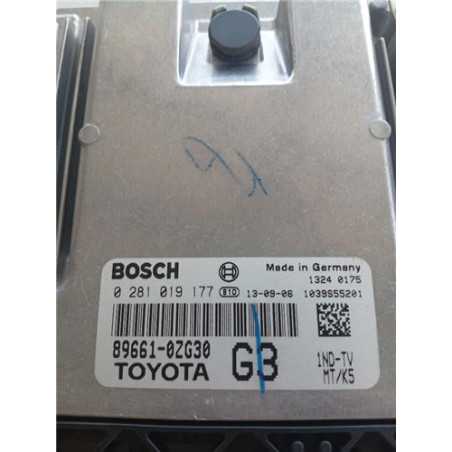 BOSCH Made in Germany
1324 0175
0 281 019 177 810 13-09-06 1039S55201
89661-0ZG30
TOYOTA G3
1ND-TV
MT/K5